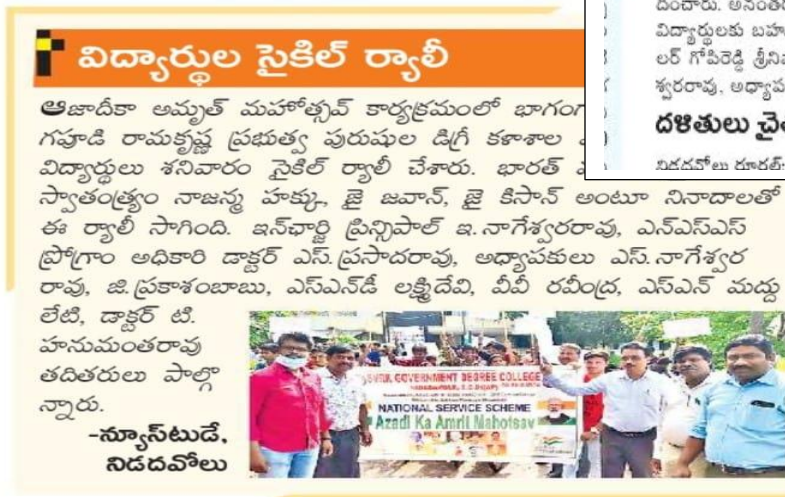 విద్యార్థుల సైకిల్ ర్యాలీ
ఆజాదీకా అమృత్ మహోత్సవ్ కార్యక్రమంలో
గపూడి రామకృష్ణ ప్రభుత్వ పురుషుల డిగ్రీ కళాశాల
విద్యార్థులు శనివారం సైకిల్ ర్యాలీ చేశారు. భారత్
స్వాతంత్ర్యం నాజన్మ హక్కు, జై జవాన్, జై కిసాన్ అంటూ నినాదాలతో
ఈ ర్యాలీ సాగింది. ఇన్‌ఛార్జి ప్రిన్సిపాల్ ఇ.నాగేశ్వరరావు, ఎన్ఎస్ఎస్
ప్రోగ్రాం అధికారి డాక్టర్ ఎస్.ప్రసాదరావు, అధ్యాపకులు ఎస్.నాగేశ్వర
రావు, జి.ప్రకాశంబాబు, ఎస్ఎన్‌డీ లక్ష్మిదేవి, వీవీ రవీంద్ర, ఎస్ఎన్ మద్దు
లేటి, డాక్టర్ టి.
హనుమంతరావు
తదితరులు పాల్గొ
న్నారు.
-న్యూస్‌టుడే,
నిడదవోలు
దించారు.
విద్యార్థులకు
లర్ గోపిరెడ్డి
శ్వరరావు,
దళితులు
నిడదవోలు రూరల్:
GOVERNMENT DEGREE COLLEGE
NATIONAL SERVICE SCHEME
Azadi Ka Amrit Mahotsav